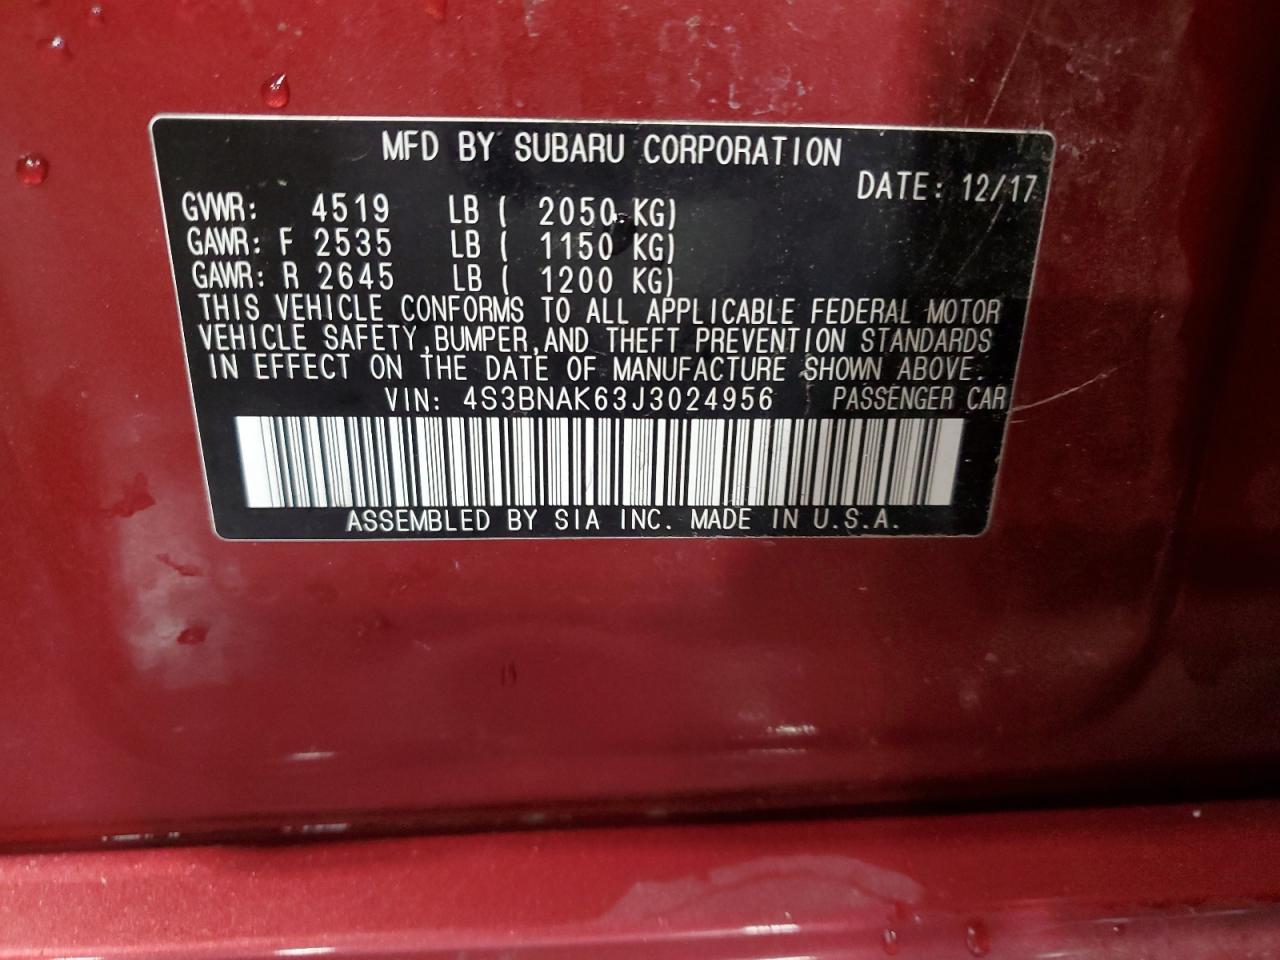 MFD BY SUBARU CORPORATION
DATE: 12/17
GVWR: 4519 LB ( 2050 KG)
GAWR: F 2535 LB ( 1150 KG)
GAWR: R 2645 LB ( 1200 KG)
THIS VEHICLE CONFORMS TO ALL APPLICABLE FEDERAL MOTOR
VEHICLE SAFETY,BUMPER,AND THEFT PREVENTION STANDARDS
IN EFFECT ON THE DATE OF MANUFACTURE SHOWN ABOVE.
VIN: 4S3BNAK63J3024956 PASSENGER CAR
ASSEMBLED BY SIA INC. MADE IN U.S.A.